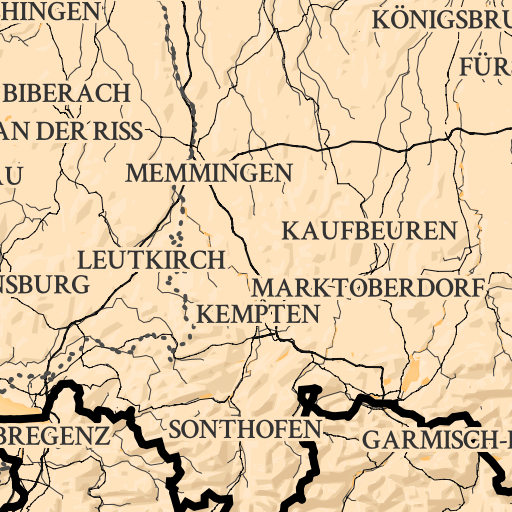 HINGEN
KÖNIGSBRU
FÜR
BIBERACH
AN DER RISS
AU
MEMMINGEN
KAUFBEUREN
LEUTKIRCH
NSBURG
MARKTOBERDORF
KEMPTEN
BREGENZ
SONTHOFEN
GARMISCH-